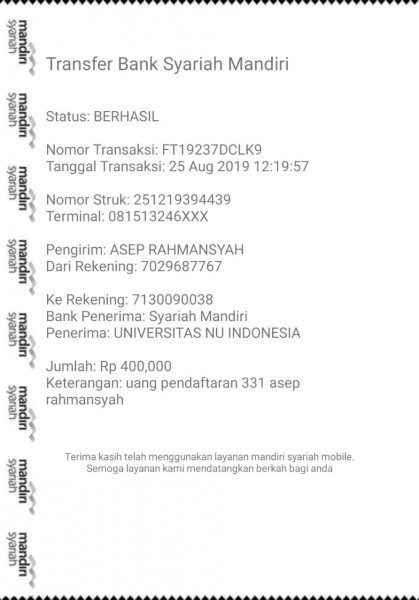 Transfer Bank Syariah Mandiri
Status: BERHASIL
Nomor Transaksi: FT19237DCLK9
Tanggal Transaksi: 25 Aug 2019 12:19:57
Nomor Struk: 251219394439
Terminal: 081513246XXX
Pengirim: ASEP RAHMANSYAH
Dari Rekening: 7029687767
Ke Rekening: 7130090038
Bank Penerima: Syariah Mandiri
Penerima: UNIVERSITAS NU INDONESIA
Jumlah: Rp 400,000
Keterangan: uang pendaftaran 331 asep
rahmansyah
Terima kasih telah menggunakan layanan mandiri syariah mobile.
Semoga layanan kami mendatangkan berkah bagi anda
mandiri
syariah
mandiri
syariah
mandiri
syariah
mandiri
syariah
mandiri
syariah
mandiri
syariah
mandiri
syariah
mandiri
syariah